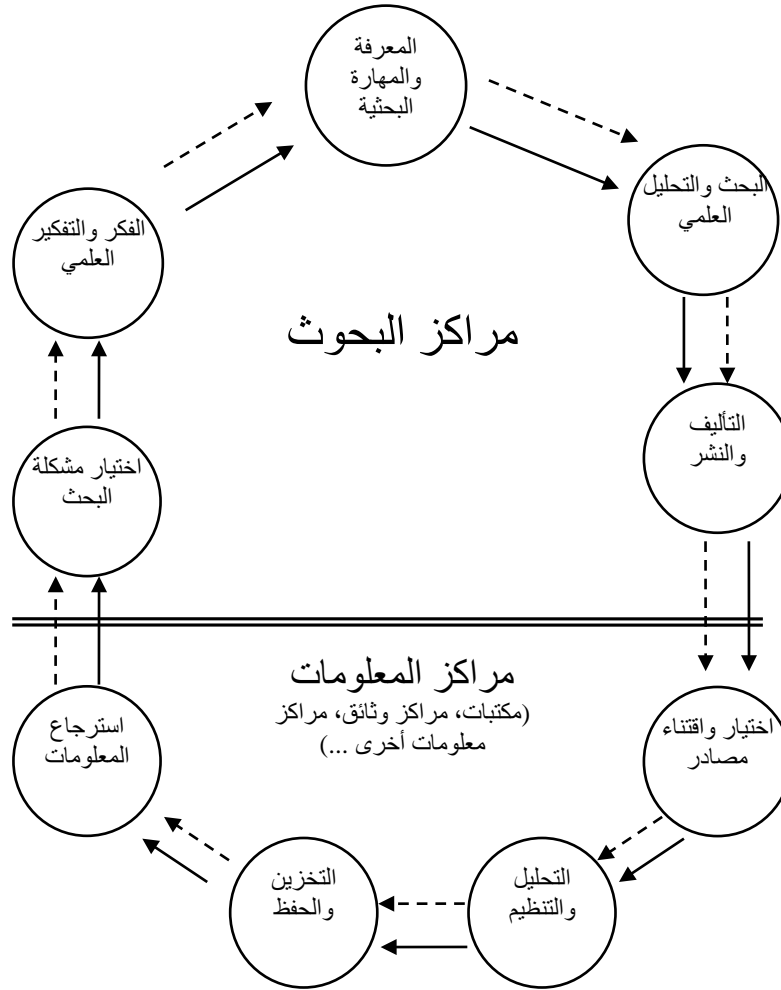 المعرفة
والمهارة
البحثية
البحث والتحليل
العلمي
الفكر والتفكير
العلمي
مراكز البحوث
التأليف
والنشر
اختيار مشكلة
البحث
مراكز المعلومات
(مكتبات، مراكز وثائق، مراكز
معلومات أخرى ...)
استرجاع
المعلومات
اختيار واقتناء
مصادر
التحليل
والتنظيم
التخزين
والحفظ